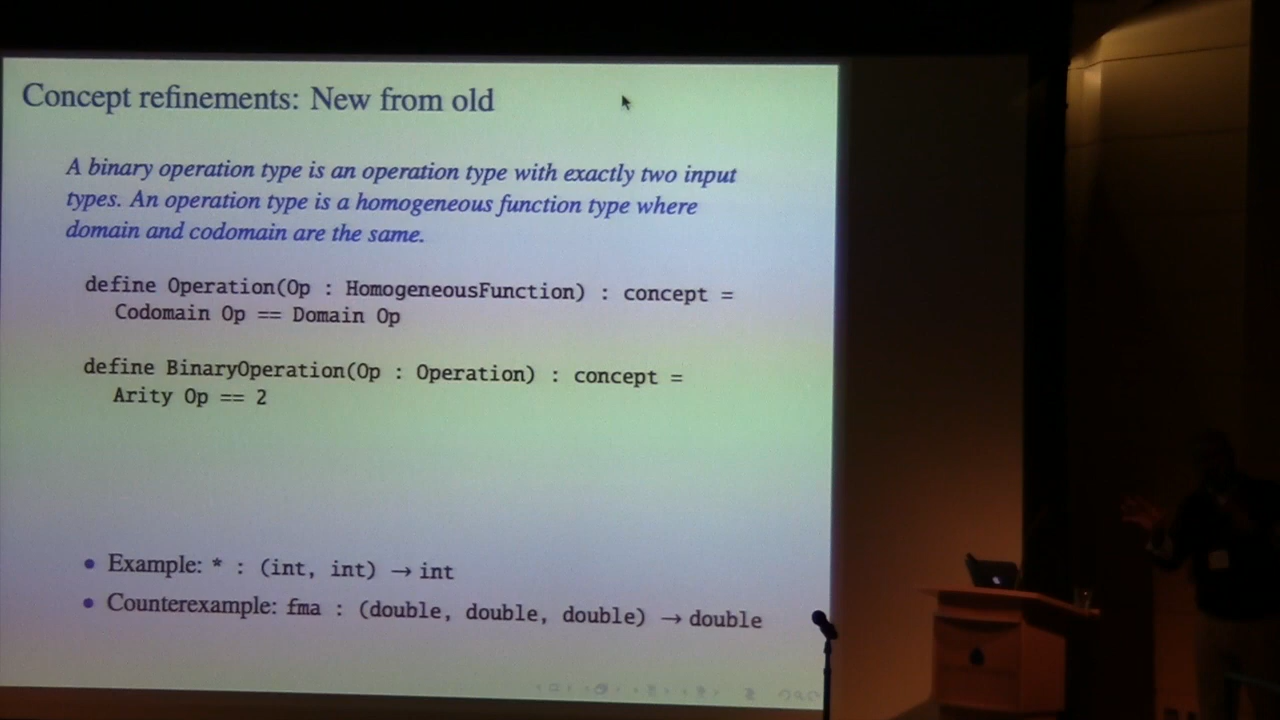 Concept refinements: New from old
A binary operation type is an operation type with exactly two input
types. An operation type is a homogeneous function type where
domain and codomain are the same.
define Operation(Op : HomogeneousFunction) : concept =
Codomain Op == Domain Op
define BinaryOperation(Op : Operation) : concept =
Arity Op == 2
• Example: * : (int, int) → int
• Counterexample: fma : (double, double, double) → double